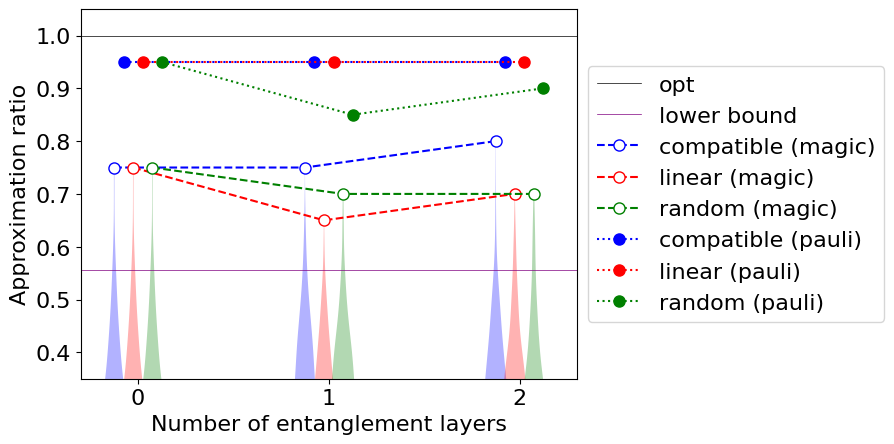 1.0
0.9
0.8
0.7
0.6
0.5
0.4
Approximation ratio
0 1 2
Number of entanglement layers
opt
lower bound
compatible (magic)
linear (magic)
random (magic)
compatible (pauli)
linear (pauli)
random (pauli)